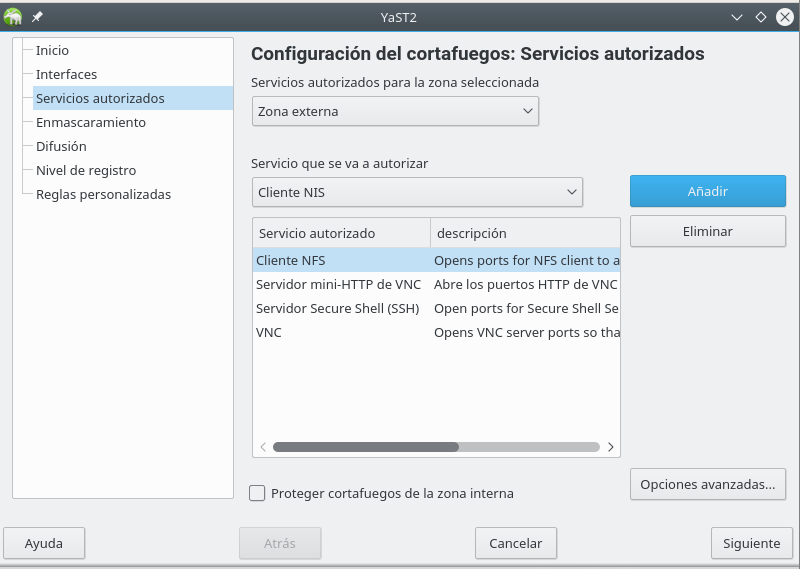 YaST2
Inicio
Interfaces
Servicios autorizados
Enmascaramiento
Difusión
Nivel de registro
Reglas personalizadas
Configuración del cortafuegos: Servicios autorizados
Servicios autorizados para la zona seleccionada
Zona externa
Servicio que se va a autorizar
Cliente NIS
Añadir
Eliminar
Servicio autorizado descripción
Cliente NFS Opens ports for NFS client to a
Servidor mini-HTTP de VNC Abre los puertos HTTP de VNC
Servidor Secure Shell (SSH) Open ports for Secure Shell Se
VNC Opens VNC server ports so tha
Opciones avanzadas...
Proteger cortafuegos de la zona interna
Ayuda Atrás Cancelar Siguiente